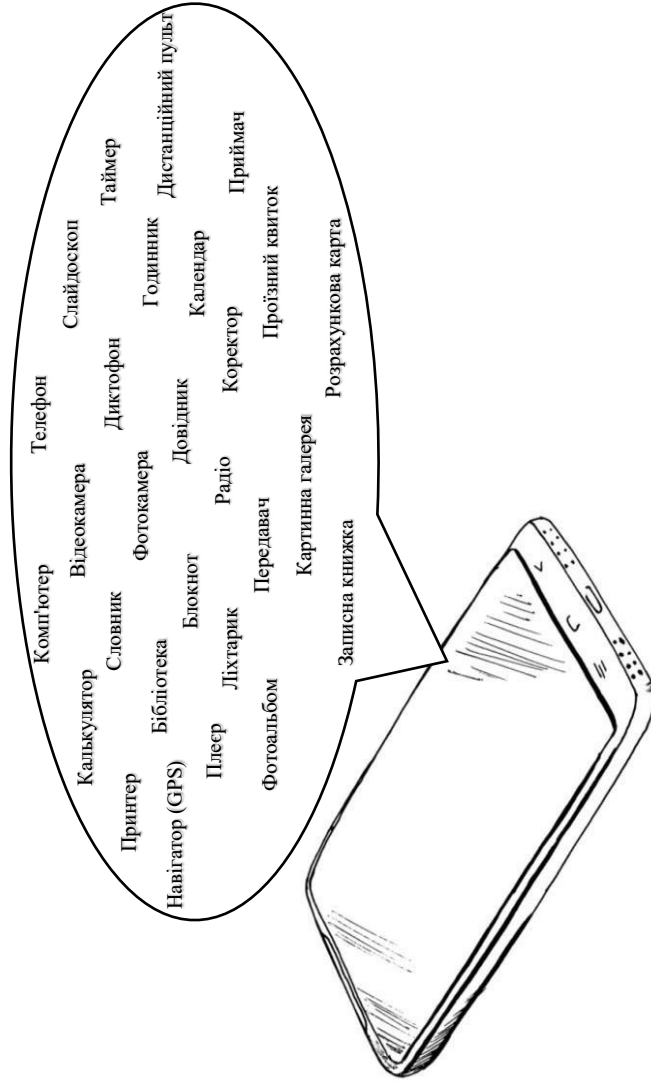 Комп'ютер
Телефон
Калькулятор
Відеокамера
Слайдоскоп
Принтер
Словник
Диктофон
Таймер
Бібліотека
Фотокамера
Годинник
Навігатор (GPS)
Блокнот
Довідник
Календар
Дистанційний пульт
Плеєр
Ліхтарик
Радіо
Коректор
Приймач
Фотоальбом
Передавач
Проїзний квиток
Картинна галерея
Записна книжка
Розрахункова карта